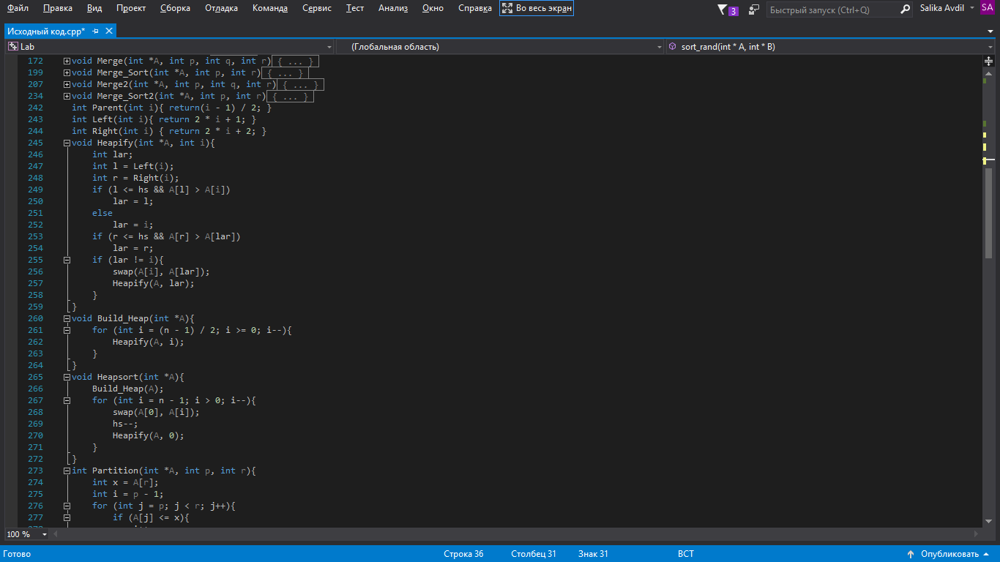 Файл Правка Вид Проект Сборка Отладка Команда Сервис Тест Анализ Окно Справка Во весь экран 3 Быстрый запуск (Ctrl+Q) Salika Avdil SA
Исходный код.cpp*
Lab (Глобальная область) sort_rand(int * A, int * B)
172 void Merge(int *A, int p, int q, int r){ ... }
199 void Merge_Sort(int *A, int p, int r){ ... }
207 void Merge2(int *A, int p, int q, int r){ ... }
234 void Merge_Sort2(int *A, int p, int r){ ... }
242 int Parent(int i){ return(i - 1) / 2; }
243 int Left(int i){ return 2 * i + 1; }
244 int Right(int i) { return 2 * i + 2; }
245 void Heapify(int *A, int i){
246 int lar;
247 int l = Left(i);
248 int r = Right(i);
249 if (l <= hs && A[l] > A[i])
250 lar = l;
251 else
252 lar = i;
253 if (r <= hs && A[r] > A[lar])
254 lar = r;
255 if (lar != i){
256 swap(A[i], A[lar]);
257 Heapify(A, lar);
258 }
259 }
260 void Build_Heap(int *A){
261 for (int i = (n - 1) / 2; i >= 0; i--){
262 Heapify(A, i);
263 }
264 }
265 void Heapsort(int *A){
266 Build_Heap(A);
267 for (int i = n - 1; i > 0; i--){
268 swap(A[0], A[i]);
269 hs--;
270 Heapify(A, 0);
271 }
272 }
273 int Partition(int *A, int p, int r){
274 int x = A[r];
275 int i = p - 1;
276 for (int j = p; j < r; j++){
277 if (A[j] <= x){
100 %
Готово Строка 36 Столбец 31 Знак 31 ВСТ Опубликовать